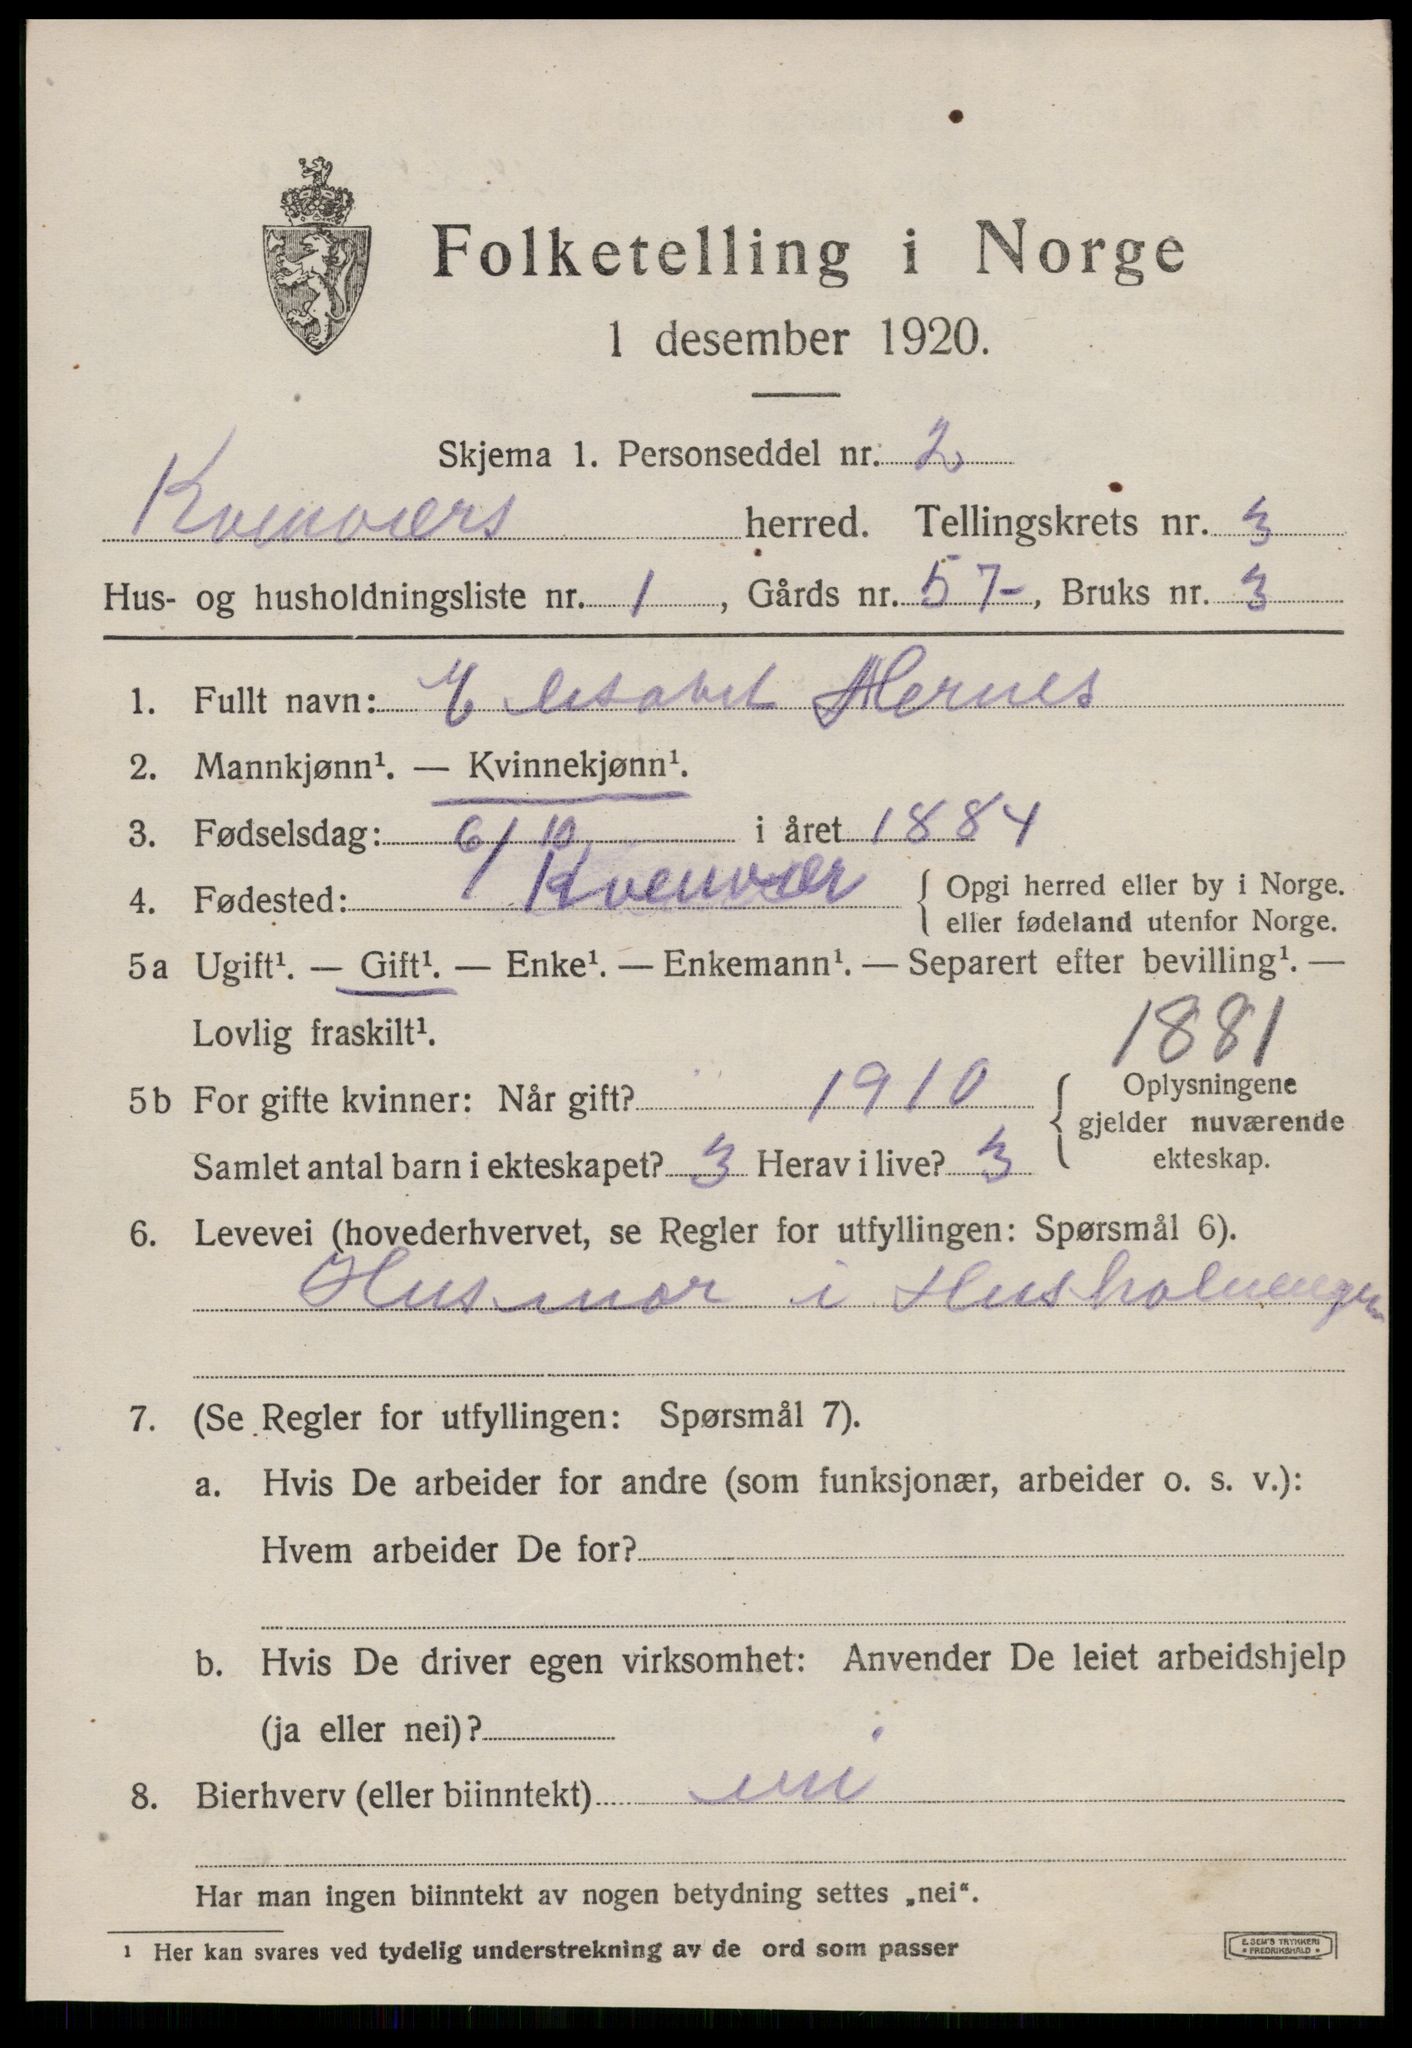 Folketelling i Norge
1 desember 1920.
Skjema 1. Personseddel nr. 2
Kvenværs herred. Tellingskrets nr. 3
Hus- og husholdningsliste nr. 1, Gårds nr. 57-, Bruks nr. 3
1. Fullt navn: Elesabet Hernes
2. Mannkjønn¹. — Kvinnekjønn¹.
3. Fødselsdag: 6/10 i året 1884
4. Fødested: Kvenvær { Opgi herred eller by i Norge.
eller fødeland utenfor Norge.
5a Ugift¹. — Gift¹. — Enke¹. — Enkemann¹. — Separert efter bevilling¹. —
Lovlig fraskilt¹.
1881
5b For gifte kvinner: Når gift? 1910 { Oplysningene
gjelder nuværende
ekteskap.
Samlet antal barn i ekteskapet? 3 Herav i live? 3
6. Levevei (hovederhvervet, se Regler for utfyllingen: Spørsmål 6).
Husmor i Husholningen
7. (Se Regler for utfyllingen: Spørsmål 7).
a. Hvis De arbeider for andre (som funksjonær, arbeider o. s. v.):
Hvem arbeider De for?
b. Hvis De driver egen virksomhet: Anvender De leiet arbeidshjelp
(ja eller nei)?
8. Bierhverv (eller biinntekt) nei
Har man ingen biinntekt av nogen betydning settes „nei“.
¹ Her kan svares ved tydelig understrekning av de ord som passer
E. SEM'S TRYKKERI
* FREDRIKSHALD *